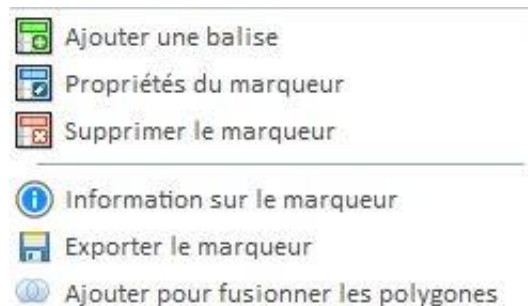 Ajouter une balise
Propriétés du marqueur
Supprimer le marqueur
Information sur le marqueur
Exporter le marqueur
Ajouter pour fusionner les polygones